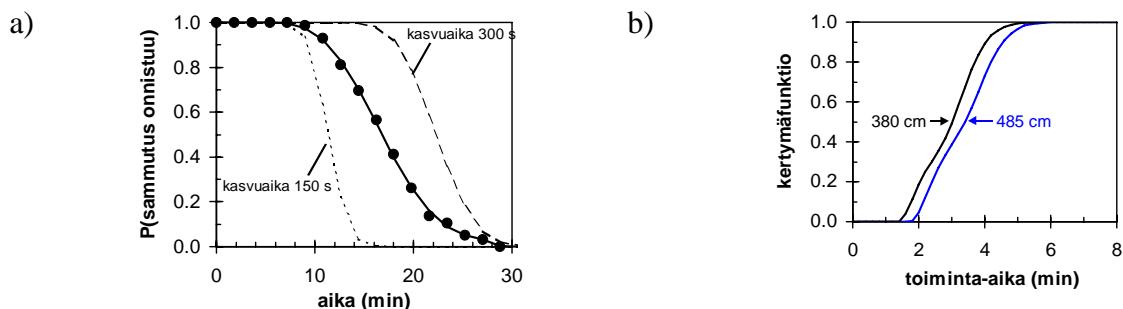 a)
P(sammutus onnistuu)
1.0
0.8
0.6
0.4
0.2
0.0
kasvuaika 300 s
kasvuaika 150 s
0 10 20 30
aika (min)
b)
kertymäfunktio
1.0
0.8
0.6
0.4
0.2
0.0
380 cm
485 cm
0 2 4 6 8
toiminta-aika (min)